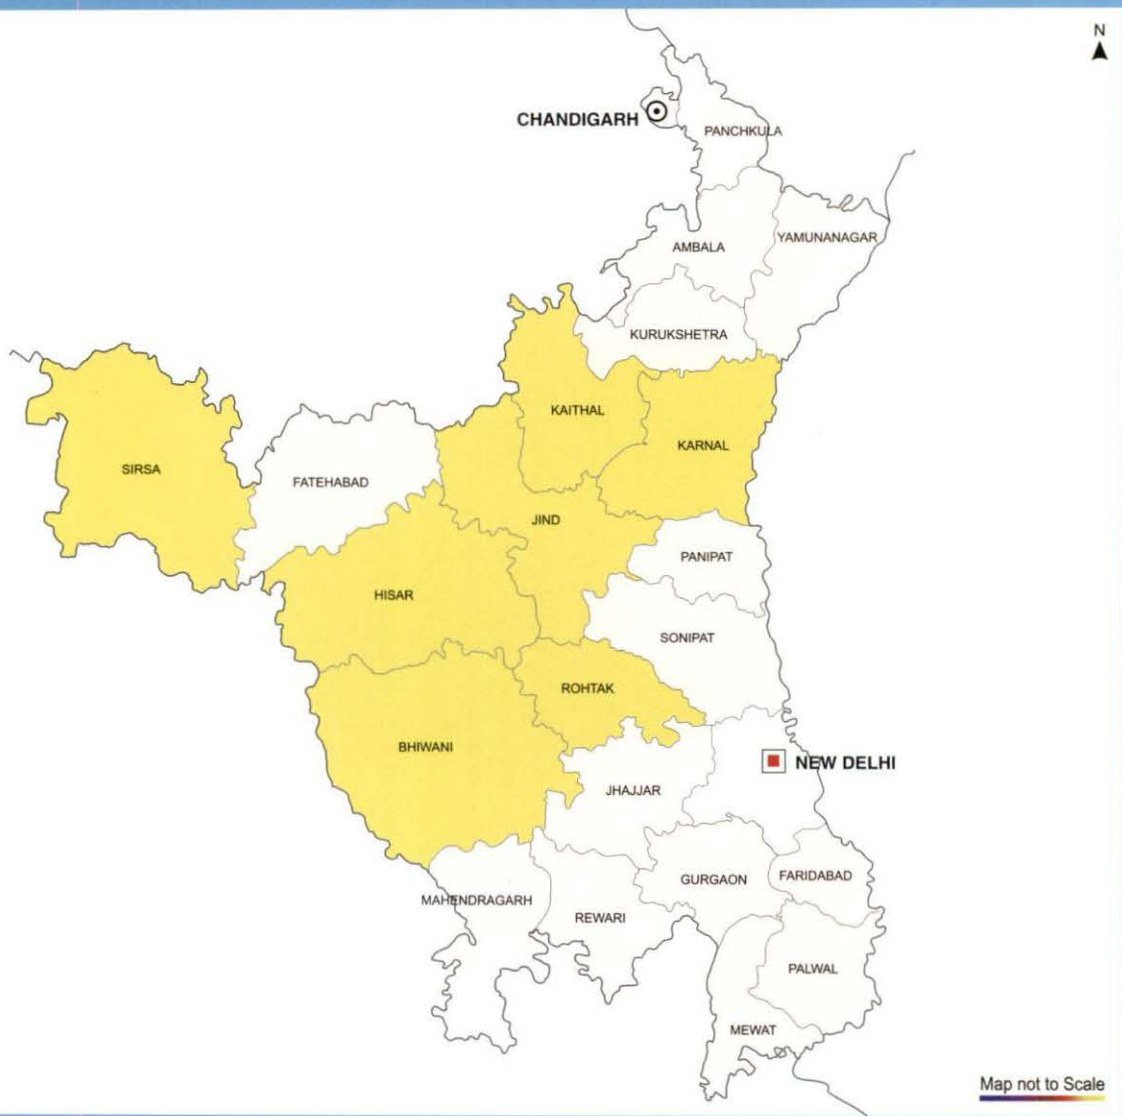 N
CHANDIGARH
PANCHKULA
AMBALA
YAMUNANAGAR
KURUKSHETRA
KAITHAL
KARNAL
SIRSA
FATEHABAD
JIND
PANIPAT
HISAR
SONIPAT
ROHTAK
BHIWANI
NEW DELHI
JHAJJAR
GURGAON
FARIDABAD
MAHENDRAGARH
REWARI
PALWAL
MEWAT
Map not to Scale